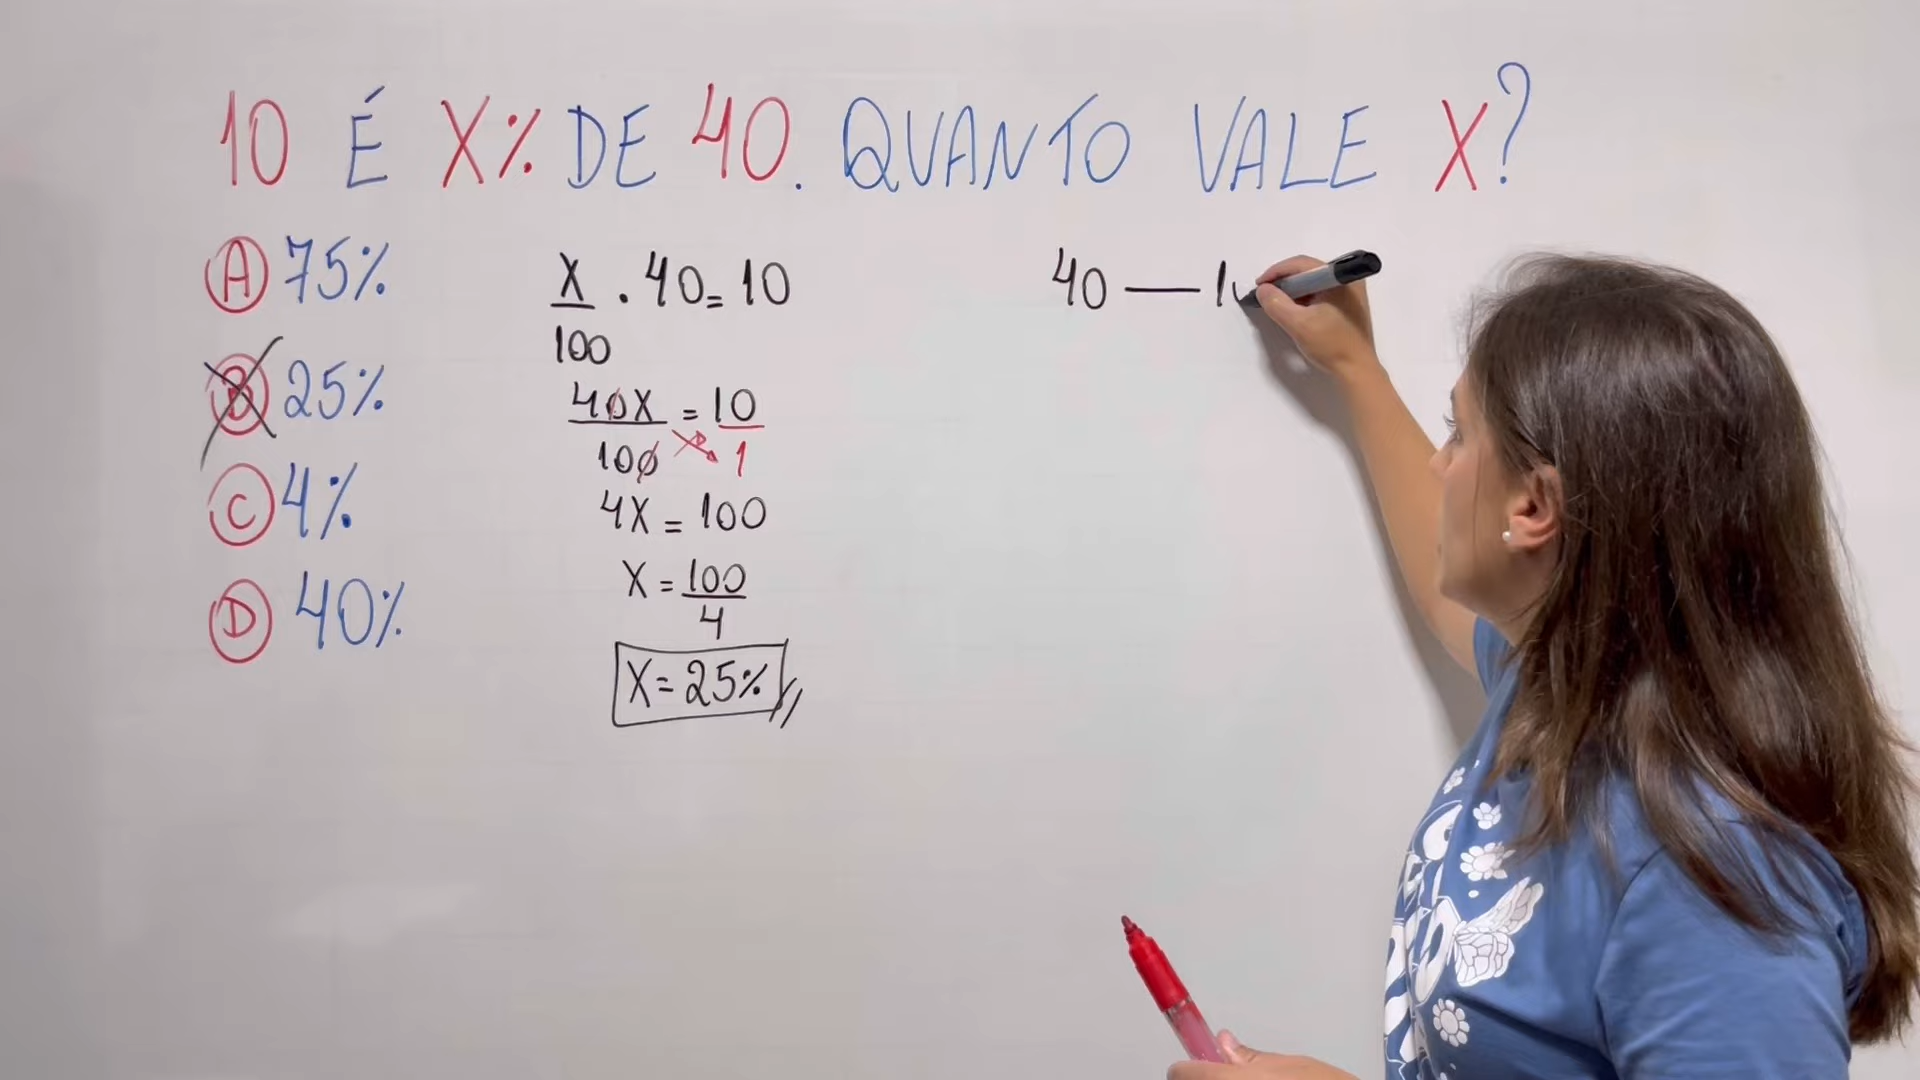 10 É X% DE 40. QUANTO VALE X?
A 75%
B 25%
C 4%
D 40%
X/100 . 40 = 10
40X/100 = 10/1
4X = 100
X = 100/4
X = 25%
40 — 1